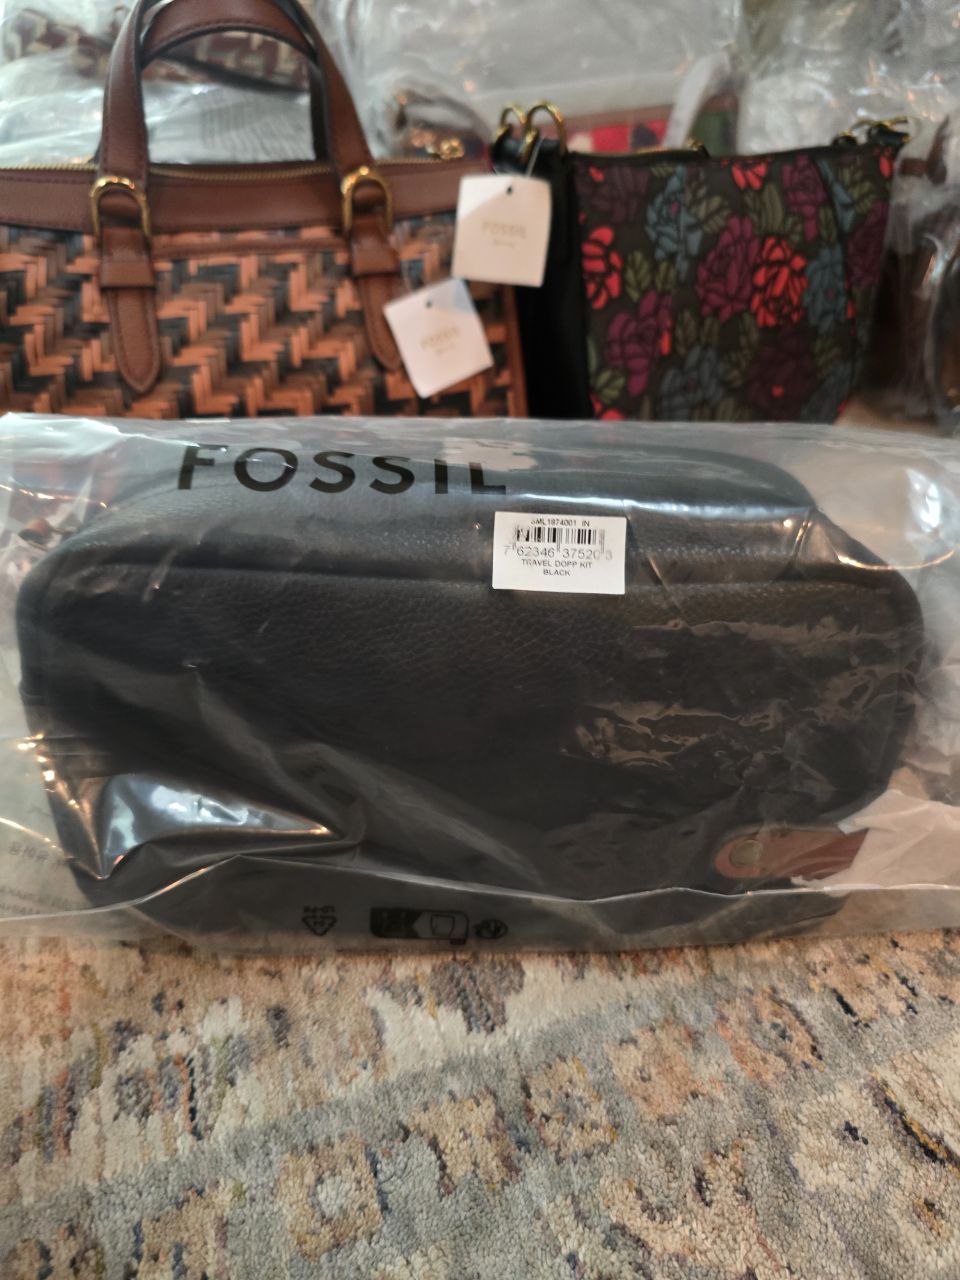 FOSSIL
FOSSIL
FOSSIL
SML1874001 IN
7 62346 37520 3
TRAVEL DOPP KIT
BLACK